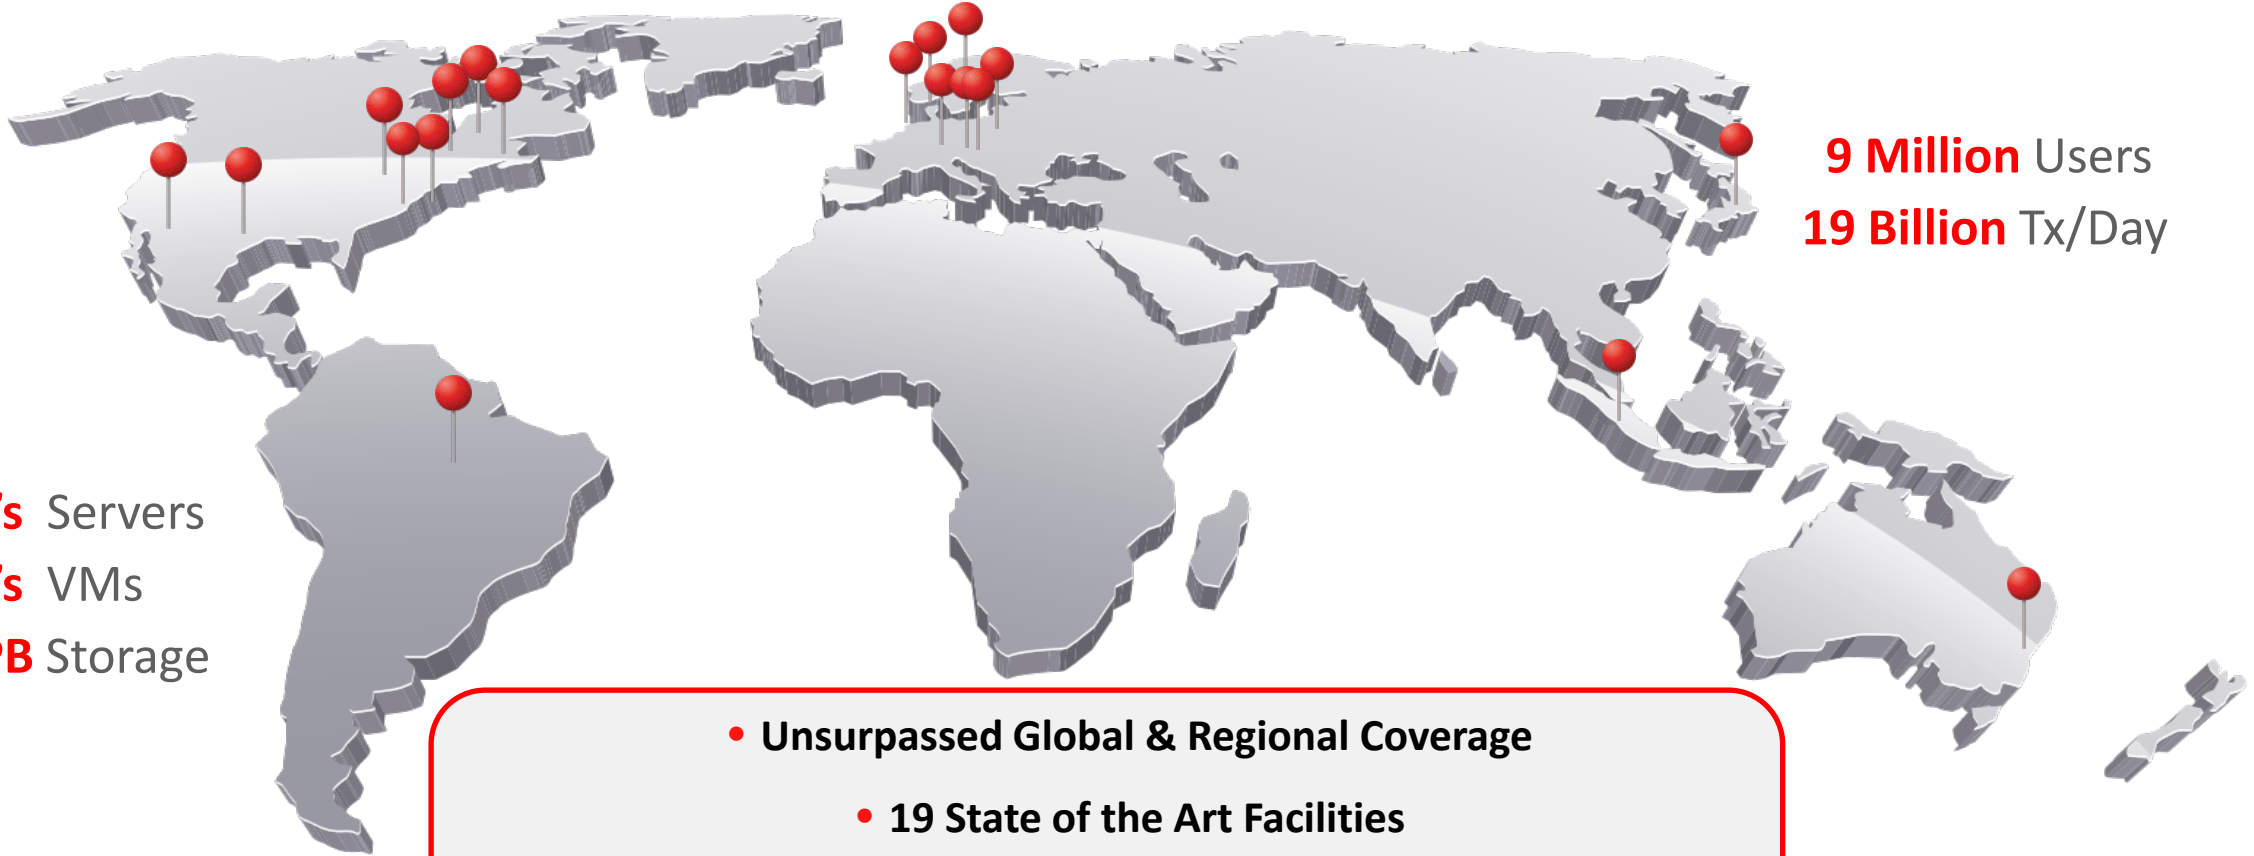 9 Million Users
19 Billion Tx/Day
Servers
VMs
Storage
• Unsurpassed Global & Regional Coverage
• 19 State of the Art Facilities